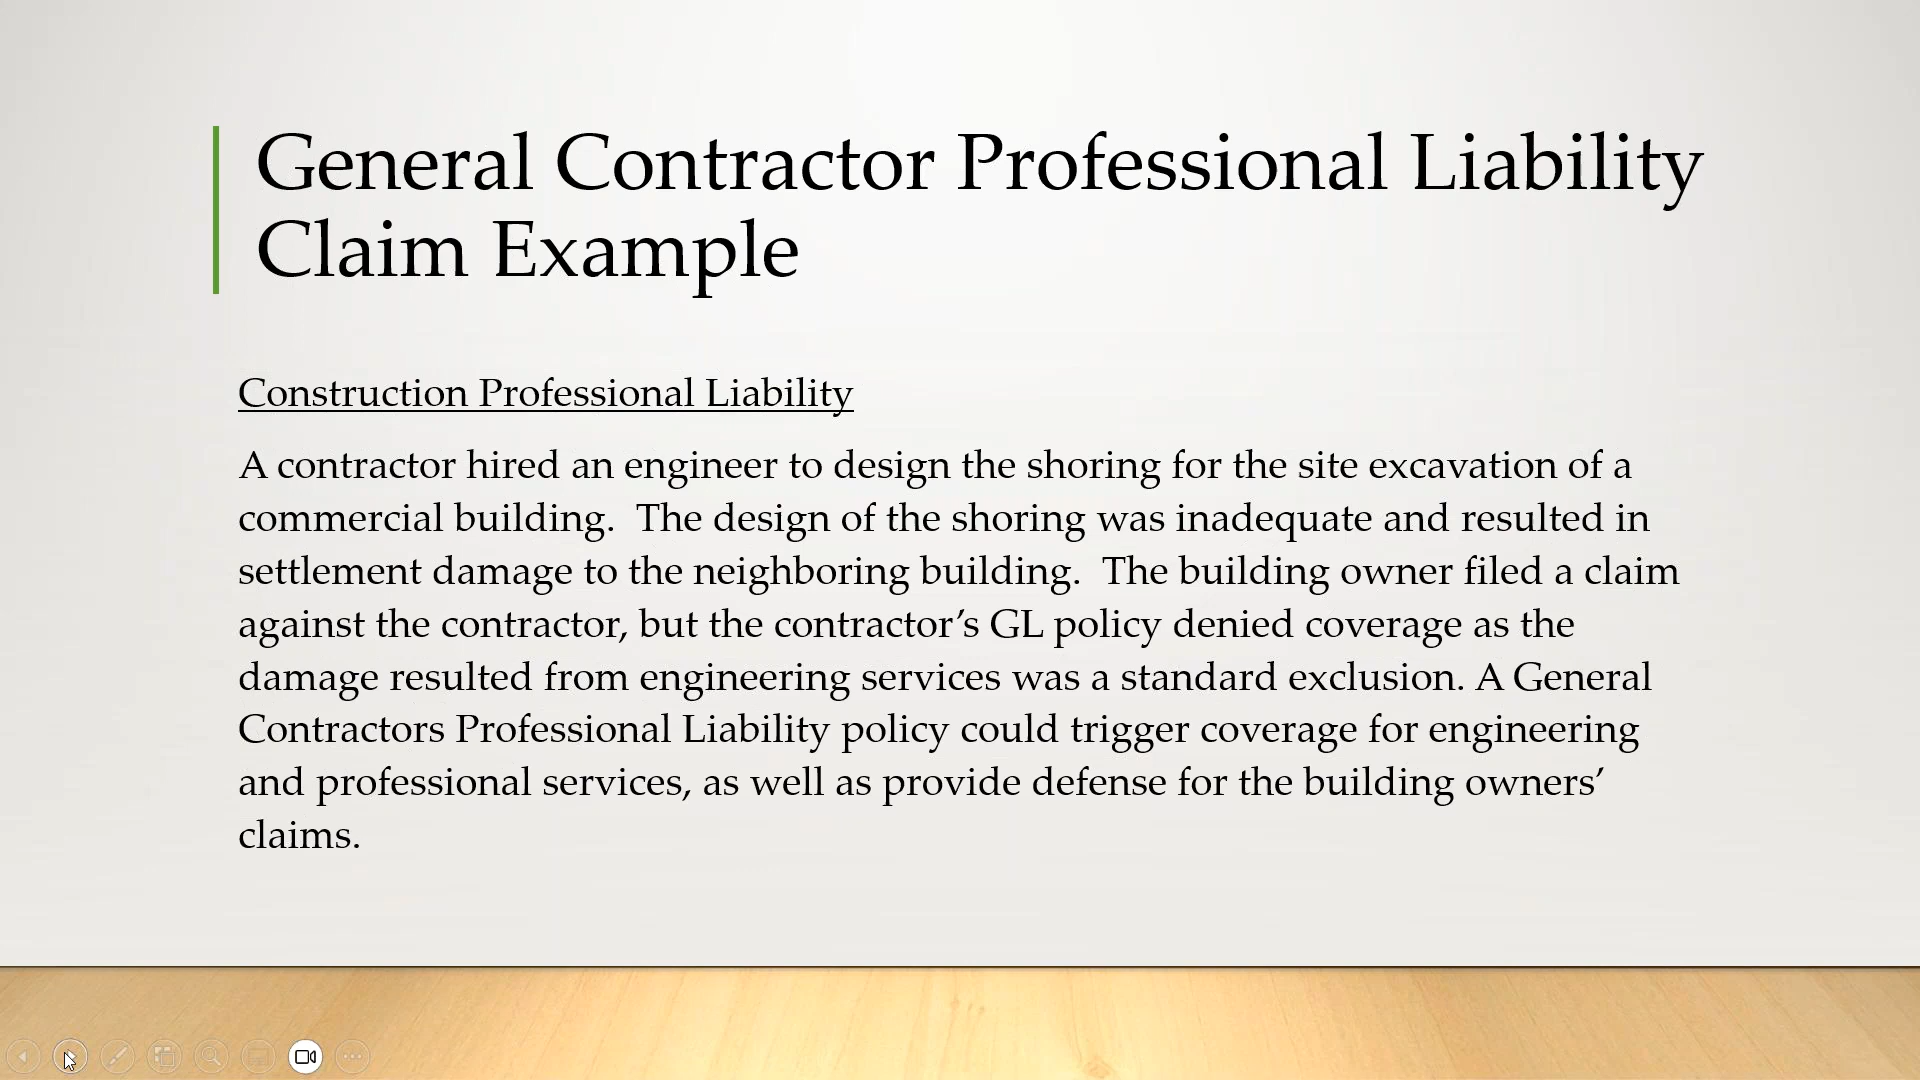 General Contractor Professional Liability
Claim Example
Construction Professional Liability
A contractor hired an engineer to design the shoring for the site excavation of a
commercial building.  The design of the shoring was inadequate and resulted in
settlement damage to the neighboring building.  The building owner filed a claim
against the contractor, but the contractor’s GL policy denied coverage as the
damage resulted from engineering services was a standard exclusion. A General
Contractors Professional Liability policy could trigger coverage for engineering
and professional services, as well as provide defense for the building owners’
claims.